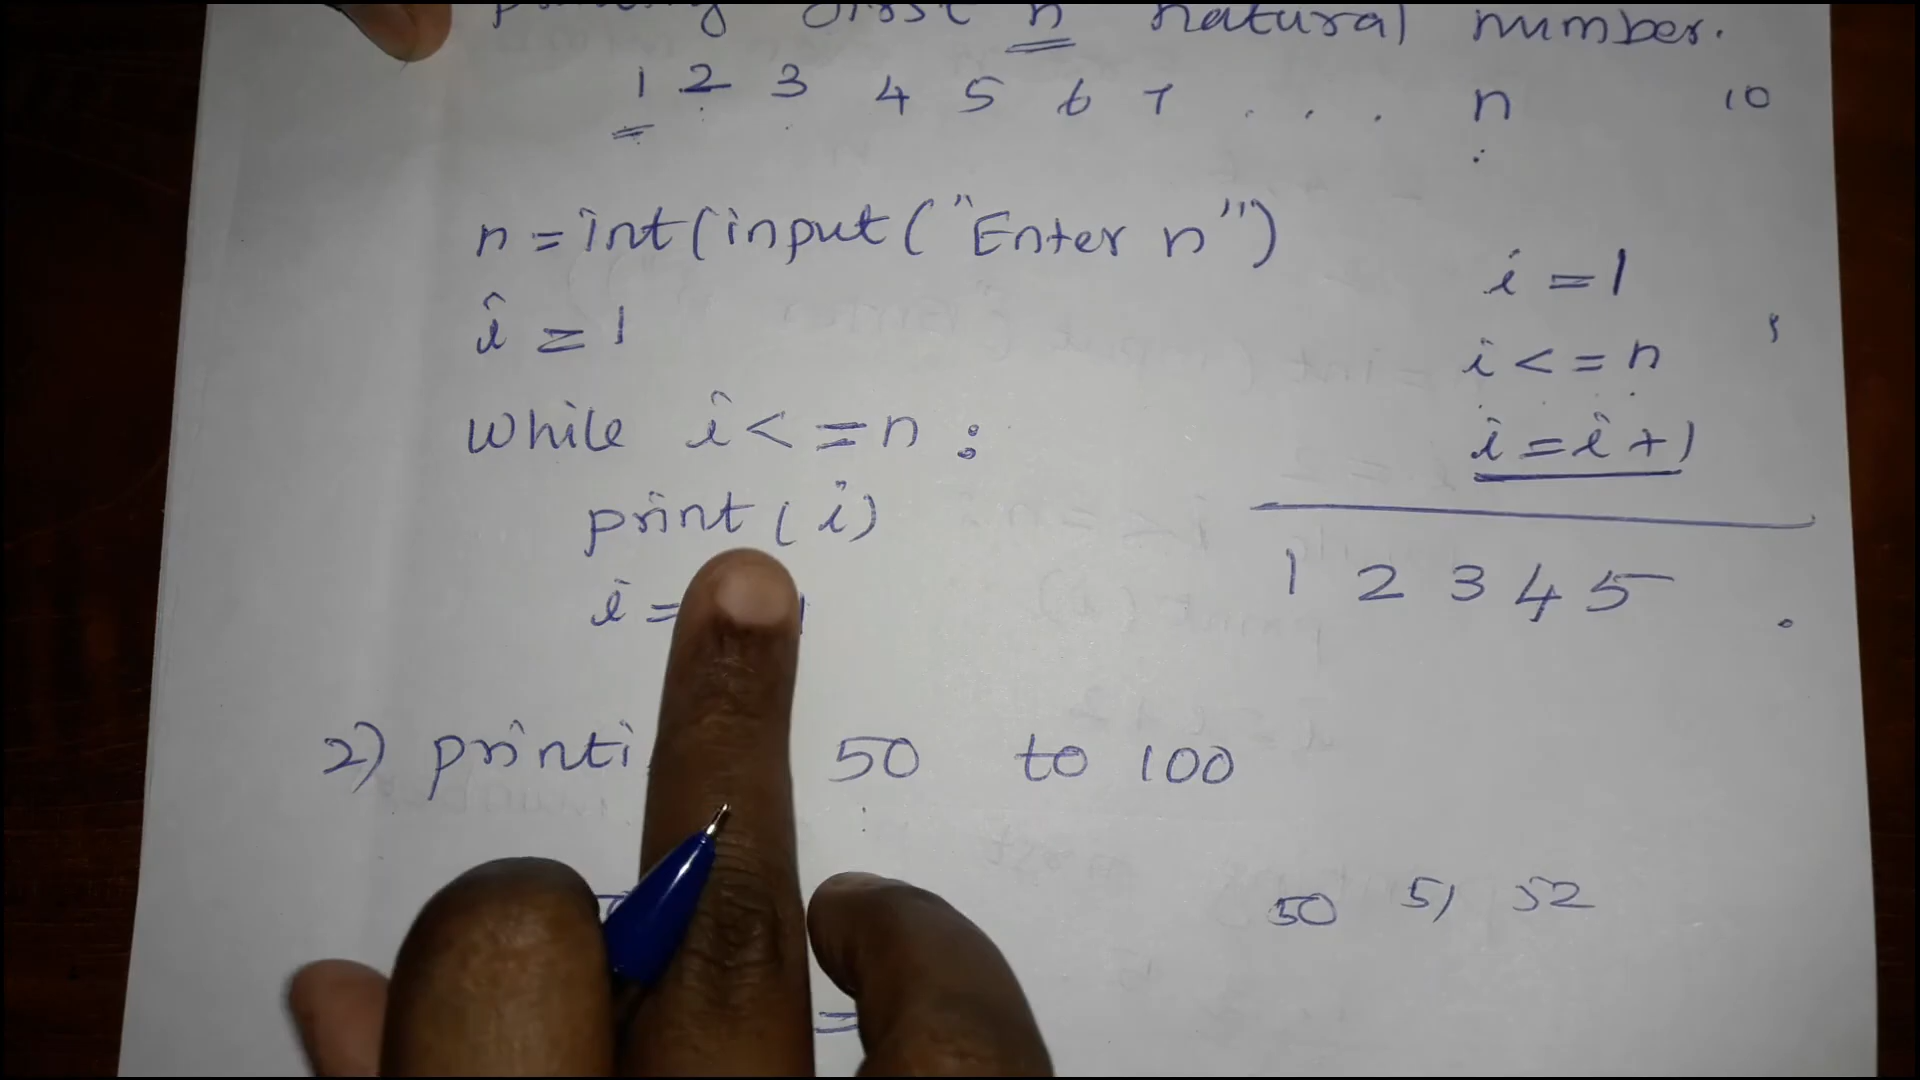 first n natural number.
1 2 3 4 5 6 7 . . . n 10
n = int(input("Enter n")
i = 1
while i <= n :
print(i)
i =
i = 1
i <= n
i = i + 1
1 2 3 4 5
2) printi 50 to 100
50 51 52
=